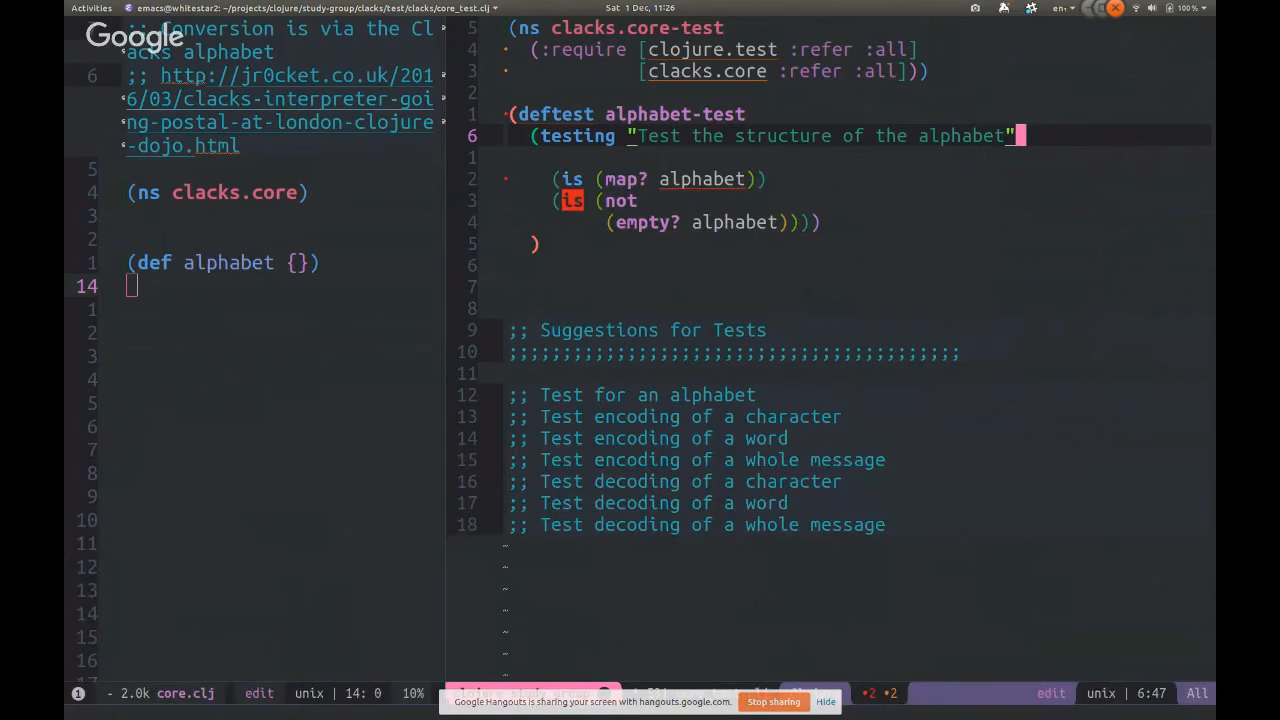 Activities
emacs@whitestar2: ~/projects/clojure/study-group/clacks/test/clacks/core_test.clj
Sat 1 Dec, 11:26
en₁
100 %
Google
;; Conversion is via the Cl
acks alphabet
6 ;; http://jr0cket.co.uk/201
6/03/clacks-interpreter-goi
ng-postal-at-london-clojure
-dojo.html
5
4 (ns clacks.core)
3
2
1 (def alphabet {})
14
1
2
3
4
5
6
7
8
9
10
11
12
13
14
15
16
5 (ns clacks.core-test
4 (:require [clojure.test :refer :all]
3 [clacks.core :refer :all]))
2
1 (deftest alphabet-test
6 (testing "Test the structure of the alphabet"
1
2 (is (map? alphabet))
3 (is (not
4 (empty? alphabet))))
5 )
6
7
8
9 ;; Suggestions for Tests
10 ;;;;;;;;;;;;;;;;;;;;;;;;;;;;;;;;;;;;;;;;;;
11
12 ;; Test for an alphabet
13 ;; Test encoding of a character
14 ;; Test encoding of a word
15 ;; Test encoding of a whole message
16 ;; Test decoding of a character
17 ;; Test decoding of a word
18 ;; Test decoding of a whole message
~
~
~
~
~
~
1 - 2.0k core.clj edit unix | 14: 0 10%
•2 •2 edit unix | 6:47 All
Google Hangouts is sharing your screen with hangouts.google.com. Stop sharing Hide